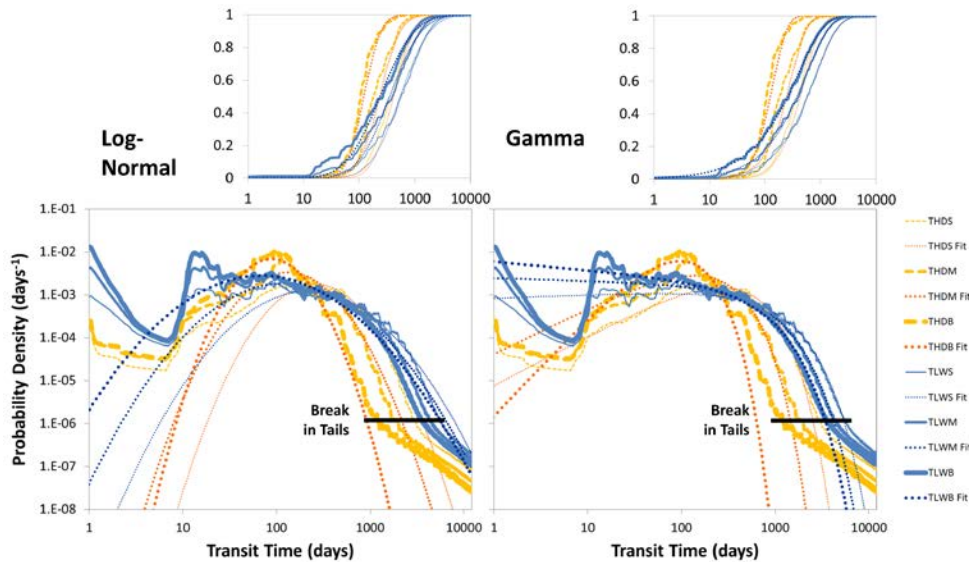 1
0.8
0.6
0.4
0.2
0
1 10 100 1000 10000
Log-
Normal
1
0.8
0.6
0.4
0.2
0
1 10 100 1000 10000
Gamma
Probability Density (days⁻¹)
1.E-01
1.E-02
1.E-03
1.E-04
1.E-05
1.E-06
1.E-07
1.E-08
Break
in Tails
1 10 100 1000 10000
Transit Time (days)
Break
in Tails
1 10 100 1000 10000
Transit Time (days)
THDS
THDS Fit
THDM
THDM Fit
THDB
THDB Fit
TLWS
TLWS Fit
TLWM
TLWM Fit
TLWB
TLWB Fit